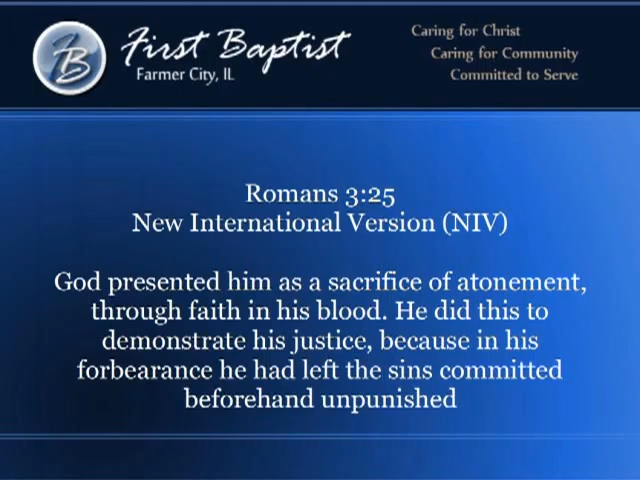 FB
First Baptist
Farmer City, IL
Caring for Christ
Caring for Community
Committed to Serve
Romans 3:25
New International Version (NIV)
God presented him as a sacrifice of atonement,
through faith in his blood. He did this to
demonstrate his justice, because in his
forbearance he had left the sins committed
beforehand unpunished